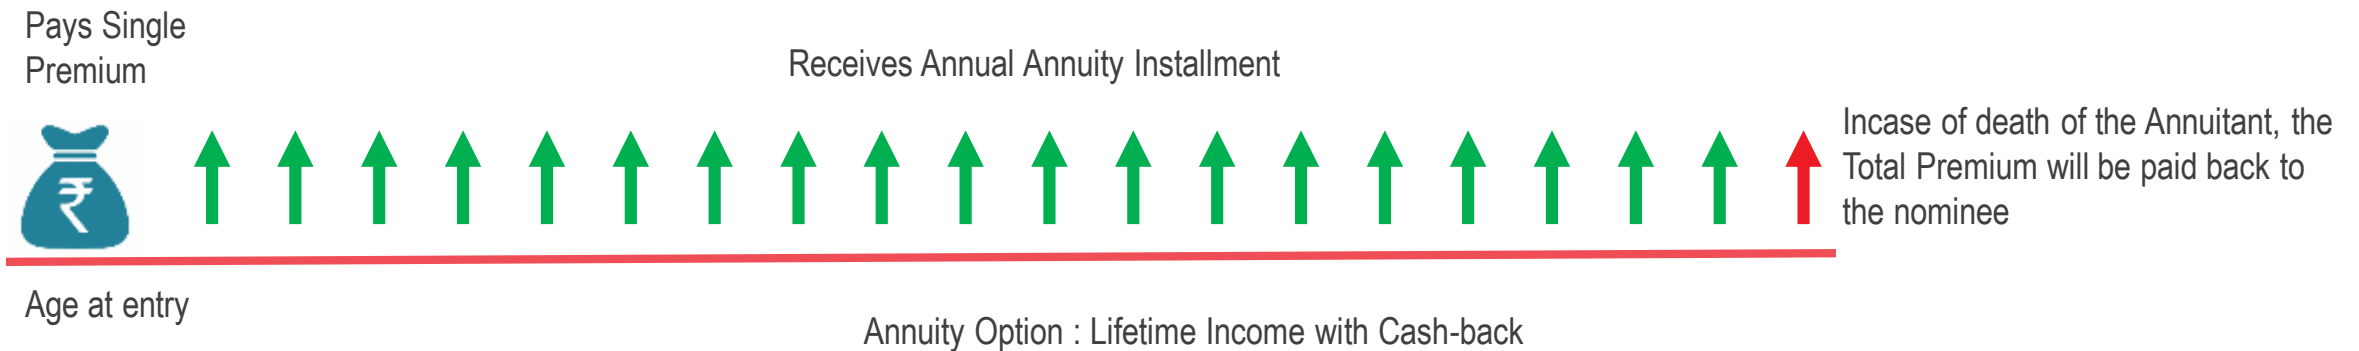 Pays Single
Premium
Receives Annual Annuity Installment
₹
Incase of death of the Annuitant, the
Total Premium will be paid back to
the nominee
Age at entry
Annuity Option : Lifetime Income with Cash-back